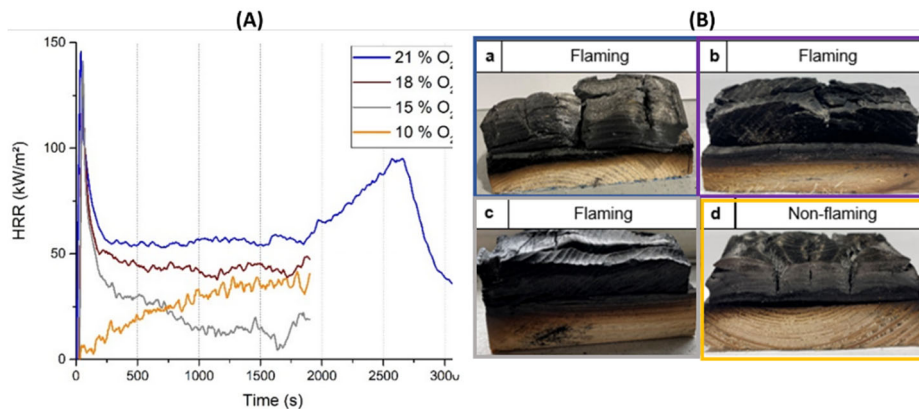 (A)
(B)
HRR (kW/m²)
150
100
50
0
21 % O₂
18 % O₂
15 % O₂
10 % O₂
0 500 1000 1500 2000 2500 3000
Time (s)
a Flaming
b Flaming
c Flaming
d Non-flaming